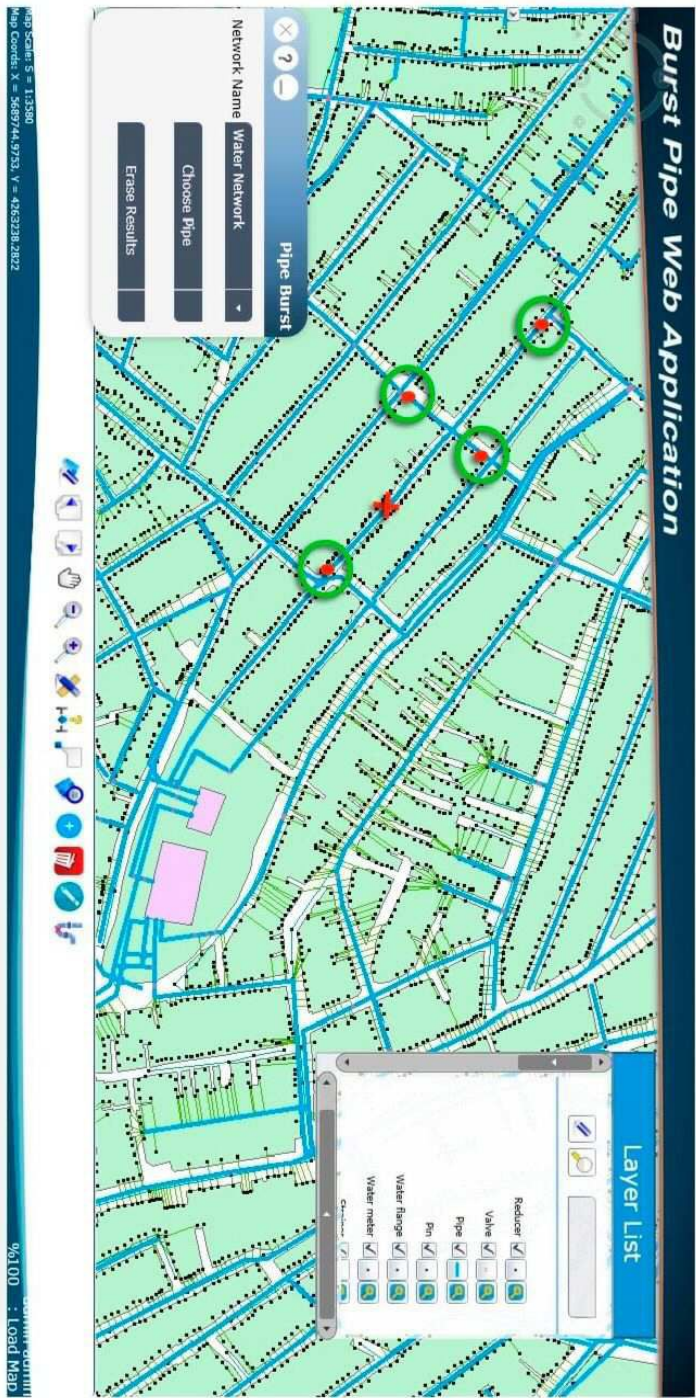 Burst Pipe Web Application
Layer List
Reducer
Valve
Pipe
Pin
Water flange
Water meter
Pipe Burst
Network Name
Water Network
Choose Pipe
Erase Results
Map Scale: S = 1:3580
Map Coords: X = 5689744.9753, Y = 4263238.2822
%100 : Load Map